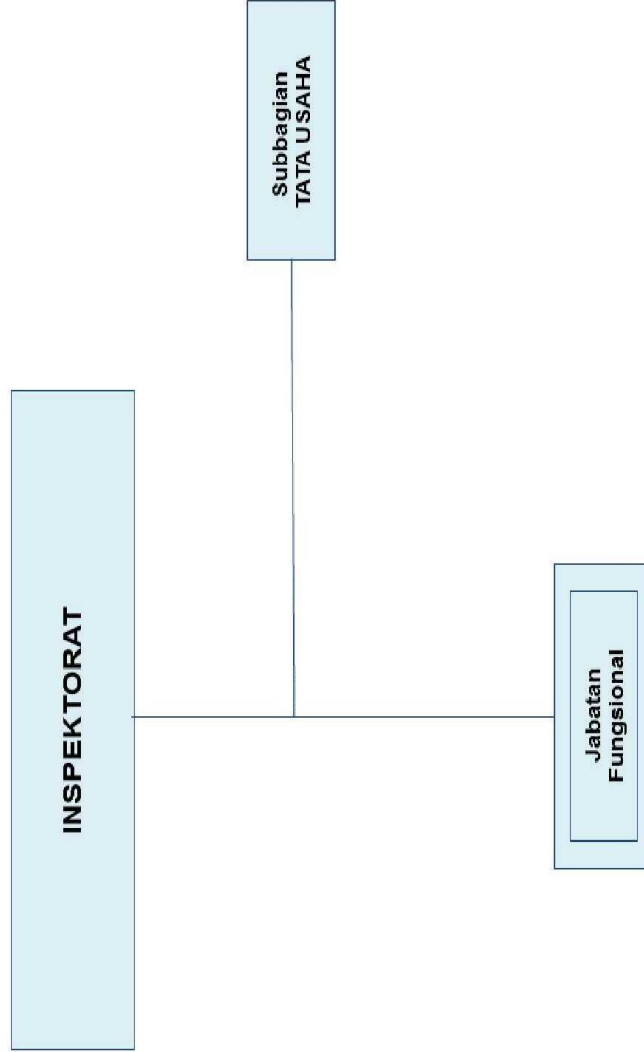 INSPEKTORAT
Subbagian
TATA USAHA
Jabatan
Fungsional